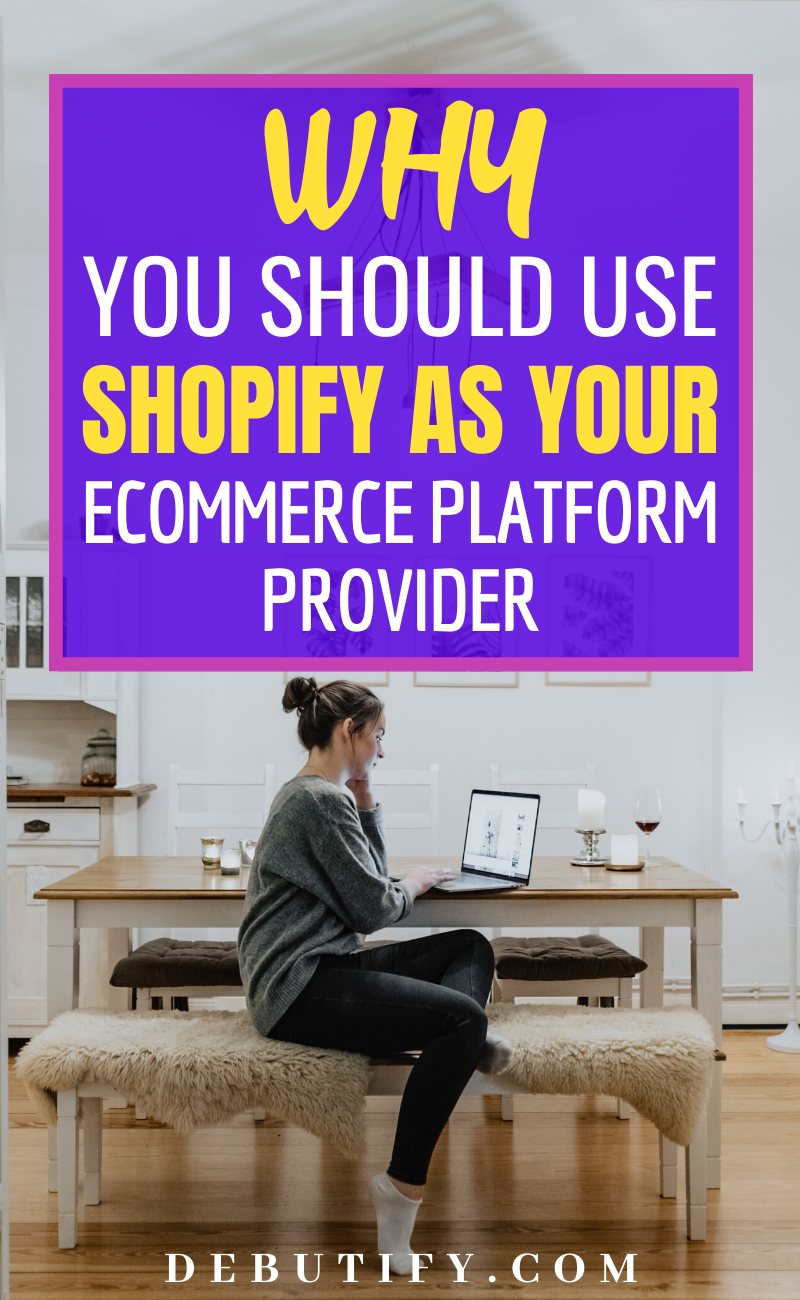 WHY
YOU SHOULD USE
SHOPIFY AS YOUR
ECOMMERCE PLATFORM
PROVIDER
DEBUTIFY.COM